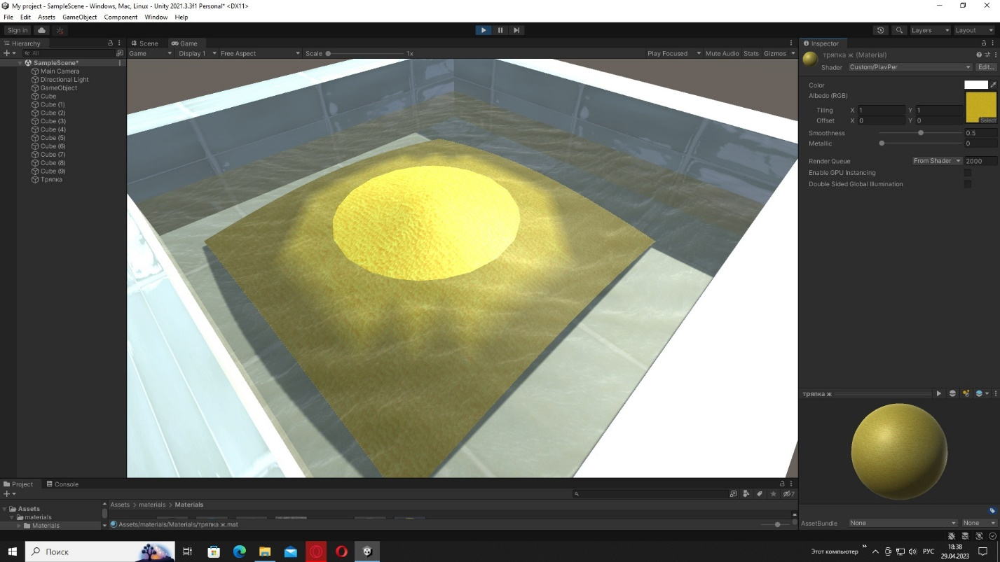 My project - SampleScene - Windows, Mac, Linux - Unity 2021.3.3f1 Personal* <DX11>
File Edit Assets GameObject Component Window Help
Sign in
Layers Layout
Hierarchy
All
SampleScene*
Main Camera
Directional Light
GameObject
Cube
Cube (1)
Cube (2)
Cube (3)
Cube (4)
Cube (5)
Cube (6)
Cube (7)
Cube (8)
Cube (9)
Тряпка
Scene Game
Game Display 1 Free Aspect Scale 1x Play Focused Mute Audio Stats Gizmos
Inspector
тряпка ж (Material)
Shader Custom/PlavPer Edit...
Color
Albedo (RGB)
Tiling X 1 Y 1
Offset X 0 Y 0
Select
Smoothness 0.5
Metallic 0
Render Queue From Shader 2000
Enable GPU Instancing
Double Sided Global Illumination
тряпка ж
AssetBundle None None
Project Console
7
Assets
materials
Materials
Assets > materials > Materials
Assets/materials/Materials/тряпка ж.mat
Поиск
Этот компьютер
РУС
18:38
29.04.2023